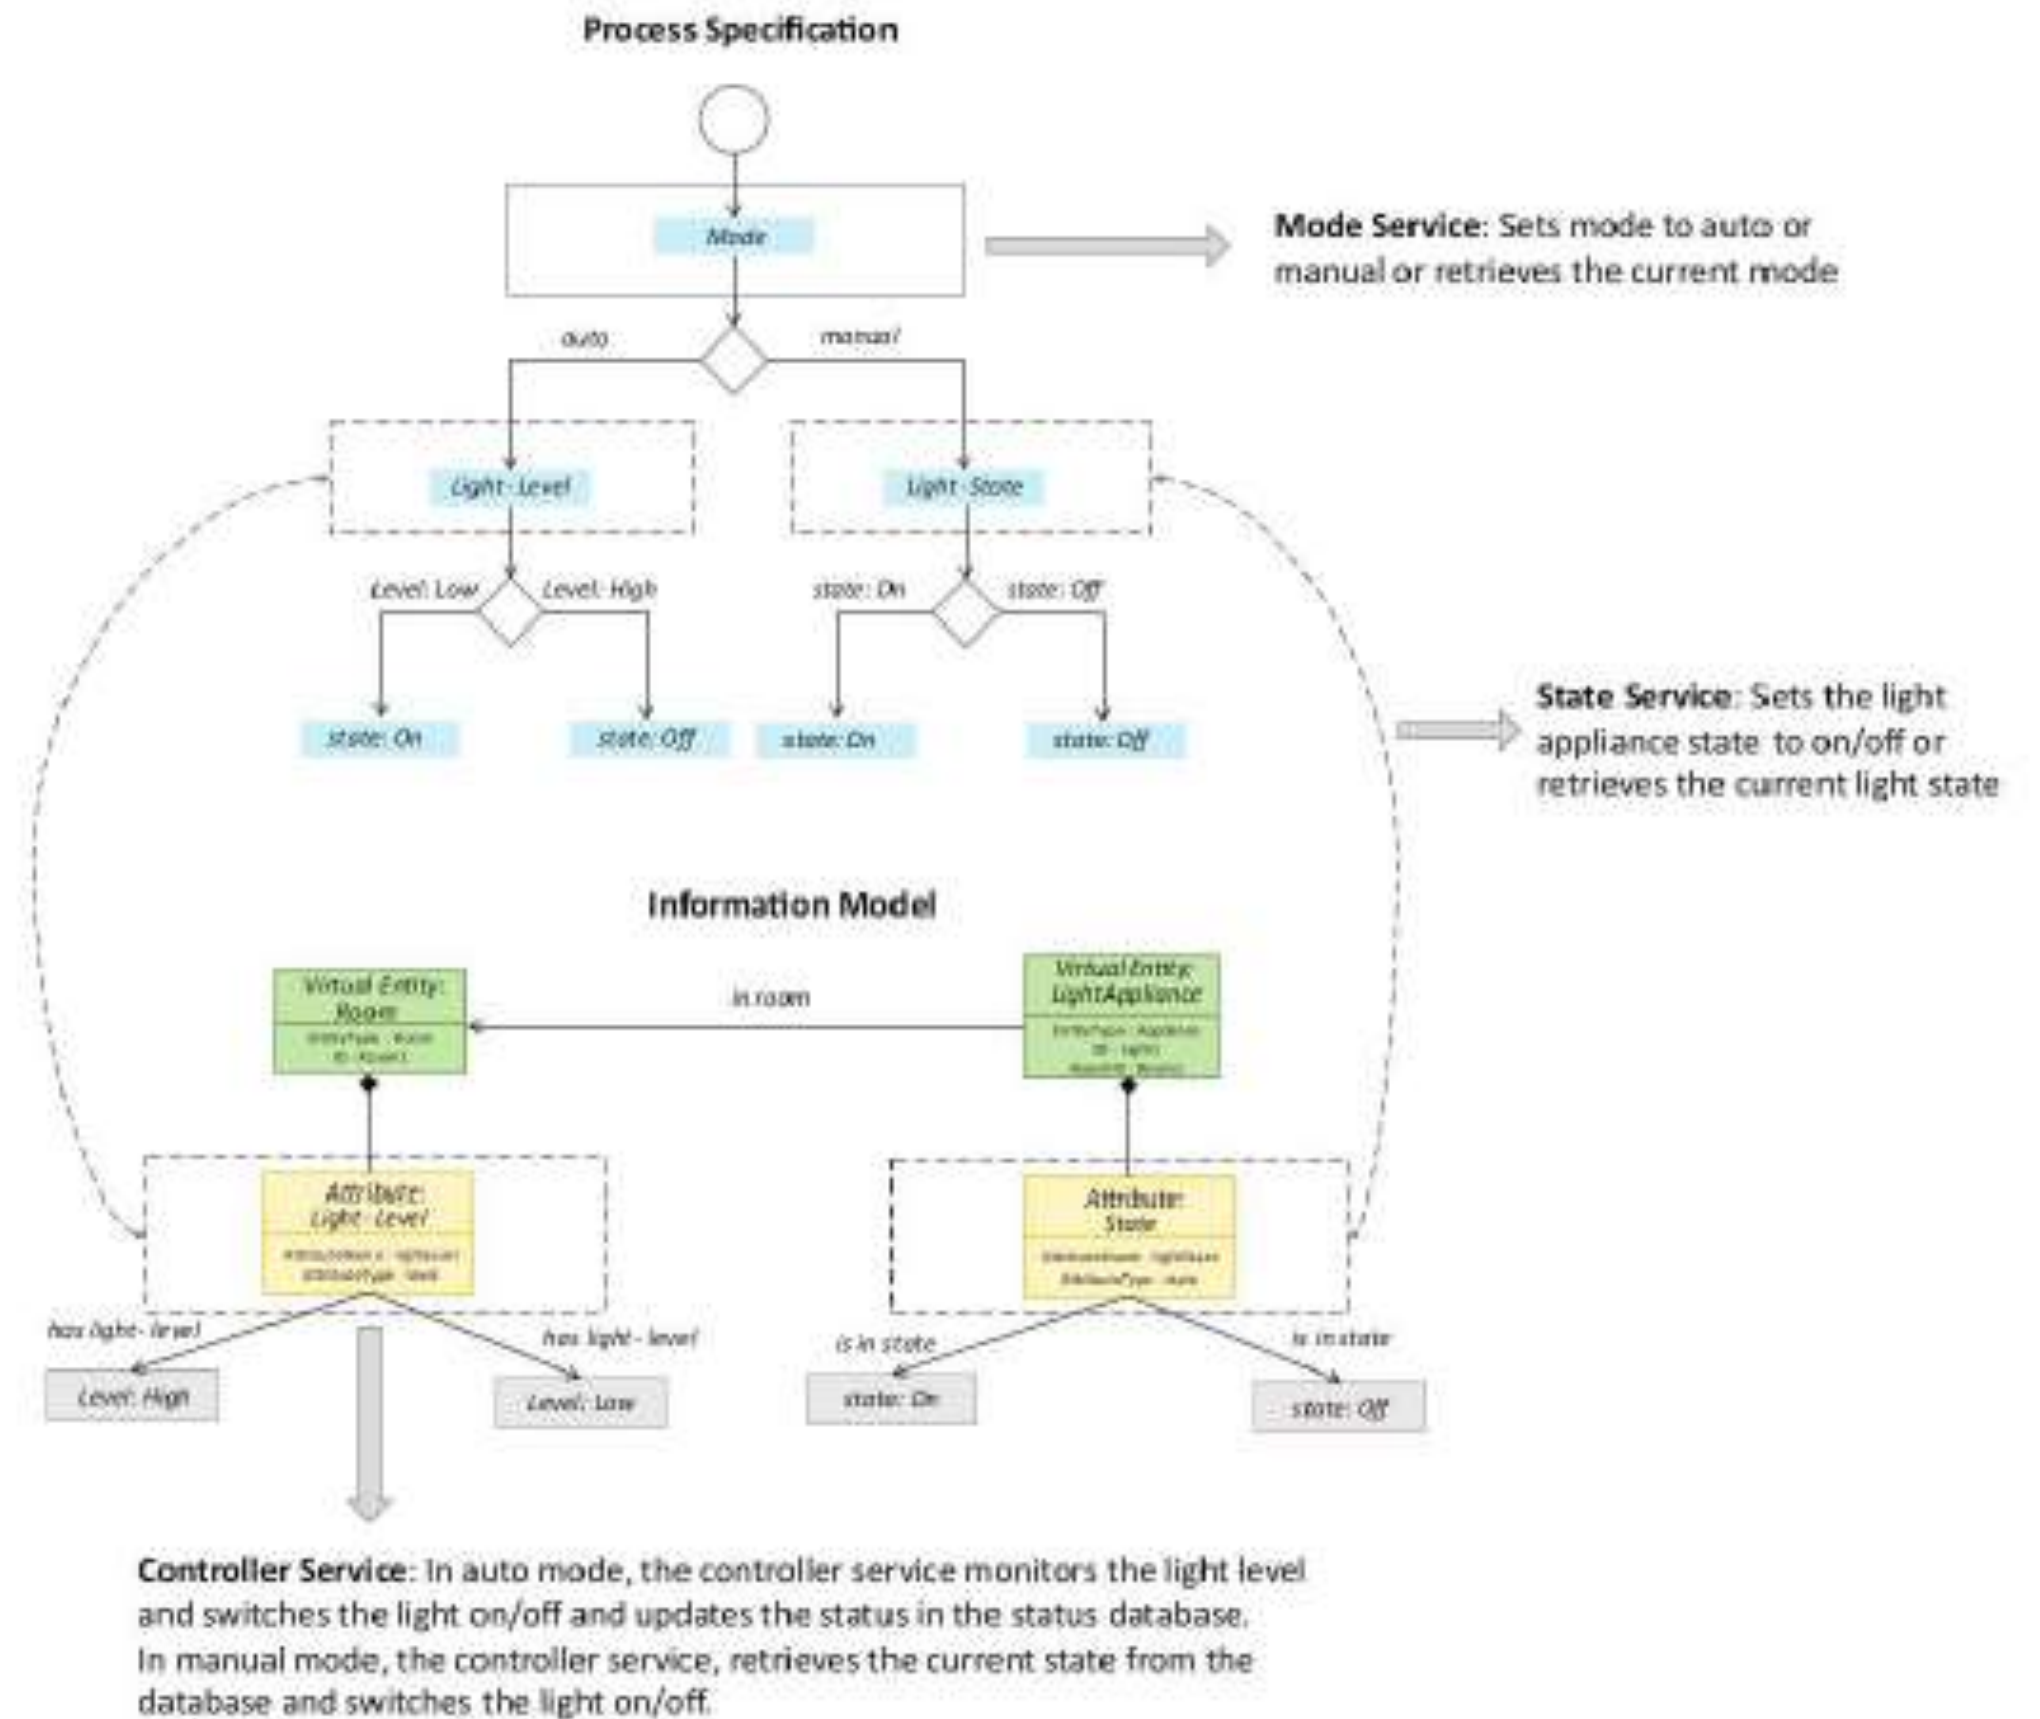 Process Specification
Mode
Mode Service: Sets mode to auto or
manual or retrieves the current mode
auto
manual
Light-Level
Light-State
Level: Low
Level: High
state: On
state: Off
state: On
state: Off
state: On
state: Off
State Service: Sets the light
appliance state to on/off or
retrieves the current light state
Information Model
Virtual Entity:
Room
in room
Virtual Entity:
LightAppliance
Attribute:
Light-Level
Attribute:
State
has light-level
has light-level
is in state
is in state
Level: High
Level: Low
state: On
state: Off
Controller Service: In auto mode, the controller service monitors the light level
and switches the light on/off and updates the status in the status database.
In manual mode, the controller service, retrieves the current state from the
database and switches the light on/off.